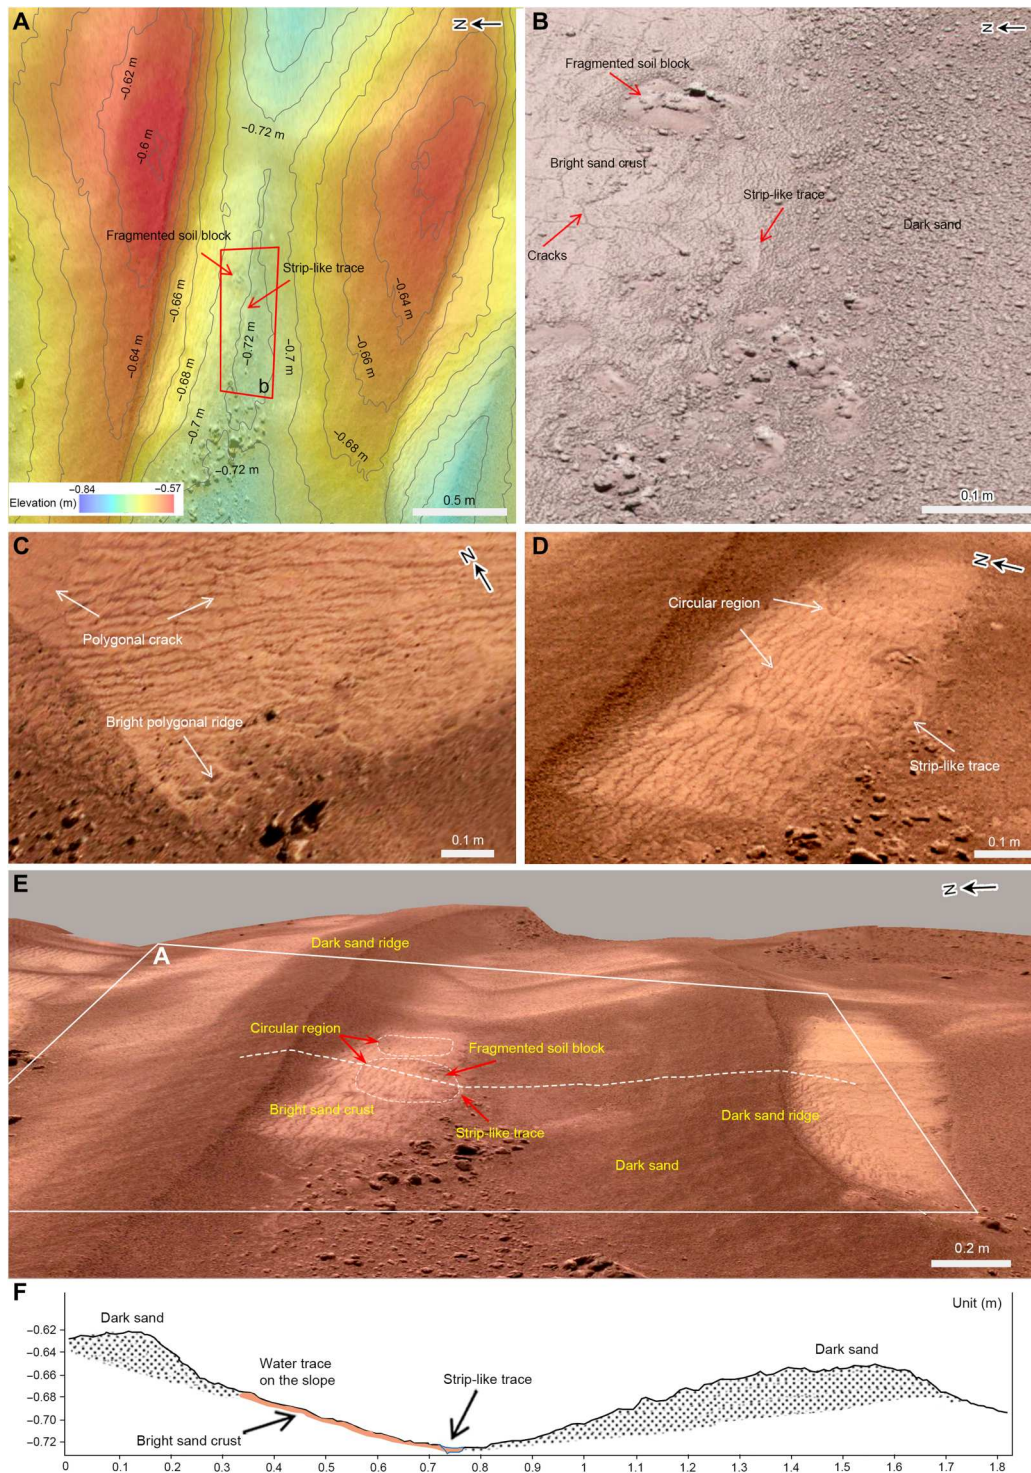 A
N
−0.62 m
−0.6 m
−0.72 m
Fragmented soil block
Strip-like trace
−0.66 m
−0.64 m
−0.64 m
−0.72 m
−0.7 m
−0.66 m
−0.68 m
b
−0.7 m
−0.68 m
−0.72 m
−0.84
−0.57
Elevation (m)
0.5 m
B
N
Fragmented soil block
Bright sand crust
Strip-like trace
Dark sand
Cracks
0.1 m
C
N
Polygonal crack
Bright polygonal ridge
0.1 m
D
N
Circular region
Strip-like trace
0.1 m
E
N
Dark sand ridge
A
Circular region
Fragmented soil block
Bright sand crust
Strip-like trace
Dark sand ridge
Dark sand
0.2 m
F
Unit (m)
Dark sand
Water trace
on the slope
Strip-like trace
Dark sand
Bright sand crust
−0.62
−0.64
−0.66
−0.68
−0.70
−0.72
0 0.1 0.2 0.3 0.4 0.5 0.6 0.7 0.8 0.9 1.0 1.1 1.2 1.3 1.4 1.5 1.6 1.7 1.8